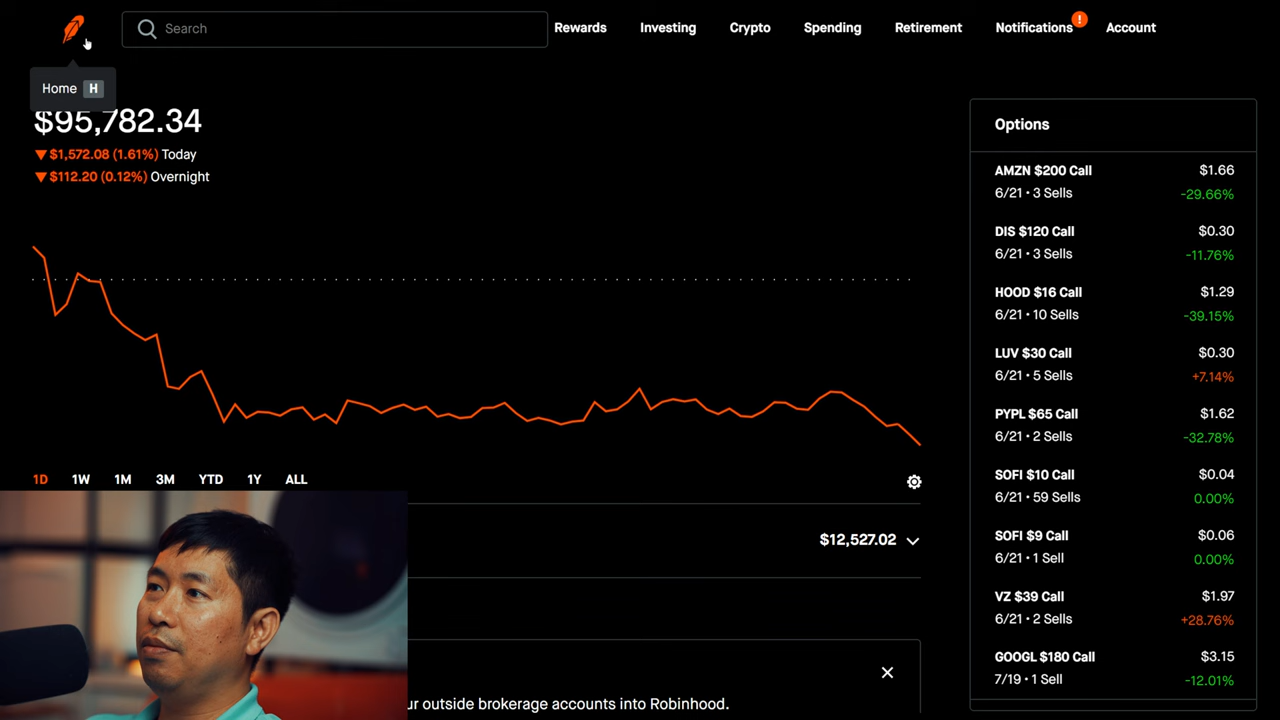 Search
Rewards
Investing
Crypto
Spending
Retirement
Notifications
!
Account
Home H
$95,782.34
▼ $1,572.08 (1.61%) Today
▼ $112.20 (0.12%) Overnight
1D 1W 1M 3M YTD 1Y ALL
$12,527.02
ur outside brokerage accounts into Robinhood.
Options
AMZN $200 Call $1.66
6/21 • 3 Sells -29.66%
DIS $120 Call $0.30
6/21 • 3 Sells -11.76%
HOOD $16 Call $1.29
6/21 • 10 Sells -39.15%
LUV $30 Call $0.30
6/21 • 5 Sells +7.14%
PYPL $65 Call $1.62
6/21 • 2 Sells -32.78%
SOFI $10 Call $0.04
6/21 • 59 Sells 0.00%
SOFI $9 Call $0.06
6/21 • 1 Sell 0.00%
VZ $39 Call $1.97
6/21 • 2 Sells +28.76%
GOOGL $180 Call $3.15
7/19 • 1 Sell -12.01%